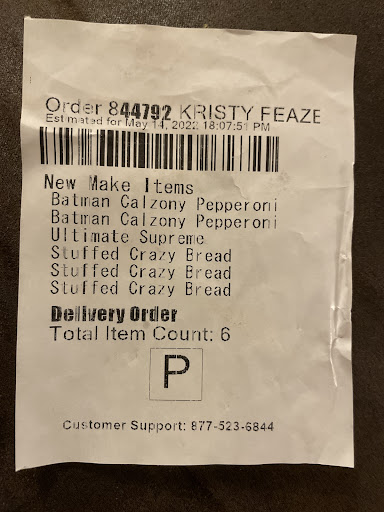 Order 844792 KRISTY FEAZE
Estimated for May 14, 2022 18:07:51 PM
New Make Items
Batman Calzony Pepperoni
Batman Calzony Pepperoni
Ultimate Supreme
Stuffed Crazy Bread
Stuffed Crazy Bread
Stuffed Crazy Bread
Delivery Order
Total Item Count: 6
P
Customer Support: 877-523-6844